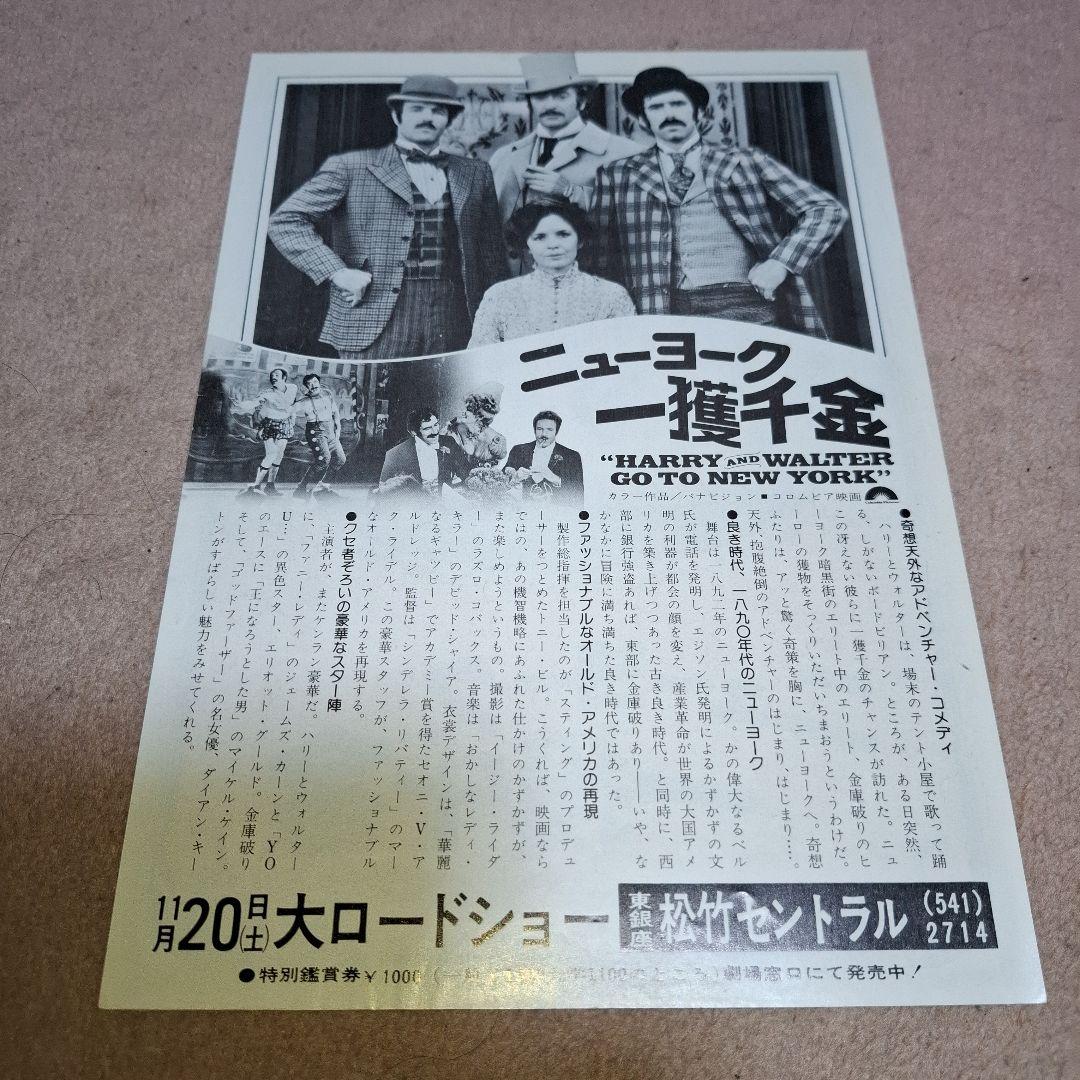 ニューヨーク
一獲千金
“HARRY AND WALTER
GO TO NEW YORK”
カラー作品/パナビジョン■コロムビア映画
●奇想天外なアドベンチャー・コメディ
ハリーとウォルターは、場末のテント小屋で歌って踊
る、しがないボードビリアン。ところが、ある日突然、
この冴えない彼らに一獲千金のチャンスが訪れた。ニュ
ーヨーク暗黒街のエリート中のエリート、金庫破りのヒ
ーローの獲物をそっくりいただいちまおうというわけだ。
ふたりは、アッと驚く奇策を胸に、ニューヨークへ。奇想
天外、抱腹絶倒のアドベンチャーのはじまり、はじまり……。
●良き時代、一八九〇年代のニューヨーク
舞台は一八九二年のニューヨーク。かの偉大なるベル
氏が電話を発明し、エジソン氏発明によるかずかずの文
明の利器が都会の顔を変え、産業革命が世界の大国アメ
リカを築き上げつつあった古き良き時代。と同時に、西
部に銀行強盗あれば、東部に金庫破りあり——いや、な
かなかに冒険に満ち満ちた良き時代ではあった。
●ファッショナブルなオールド・アメリカの再現
製作総指揮を担当したのが「スティング」のプロデュ
ーサーをつとめたトニー・ビル。こうくれば、映画なら
ではの、あの機智機略にあふれた仕かけのかずかずが、
また楽しめようというもの。撮影は「イージー・ライダ
ー」のラズロ・コバックス。音楽は「おかしなレディ・
キラー」のデビッド・シャイア。衣裳デザインは、「華麗
なるギャツビー」でアカデミー賞を得たセオニ・V・ア
ルドレッジ。監督は「シンデレラ・リバティー」のマー
ク・ライデル。この豪華スタッフが、ファッショナブル
なオールド・アメリカを再現する。
●クセ者ぞろいの豪華なスター陣
主演者が、またケンラン豪華だ。ハリーとウォルター
に、「ファニー・レディ」のジェームズ・カーンと「YO
U…」の異色スター、エリオット・グールド。金庫破り
のエースに「王になろうとした男」のマイケル・ケイン。
そして、「ゴッドファーザー」の名女優、ダイアン・キー
トンがすばらしい魅力をみせてくれる。
11月20日(土)大ロードショー
東銀座 松竹セントラル (541)2714
●特別鑑賞券¥1000 1100のところ)劇場窓口にて発売中!